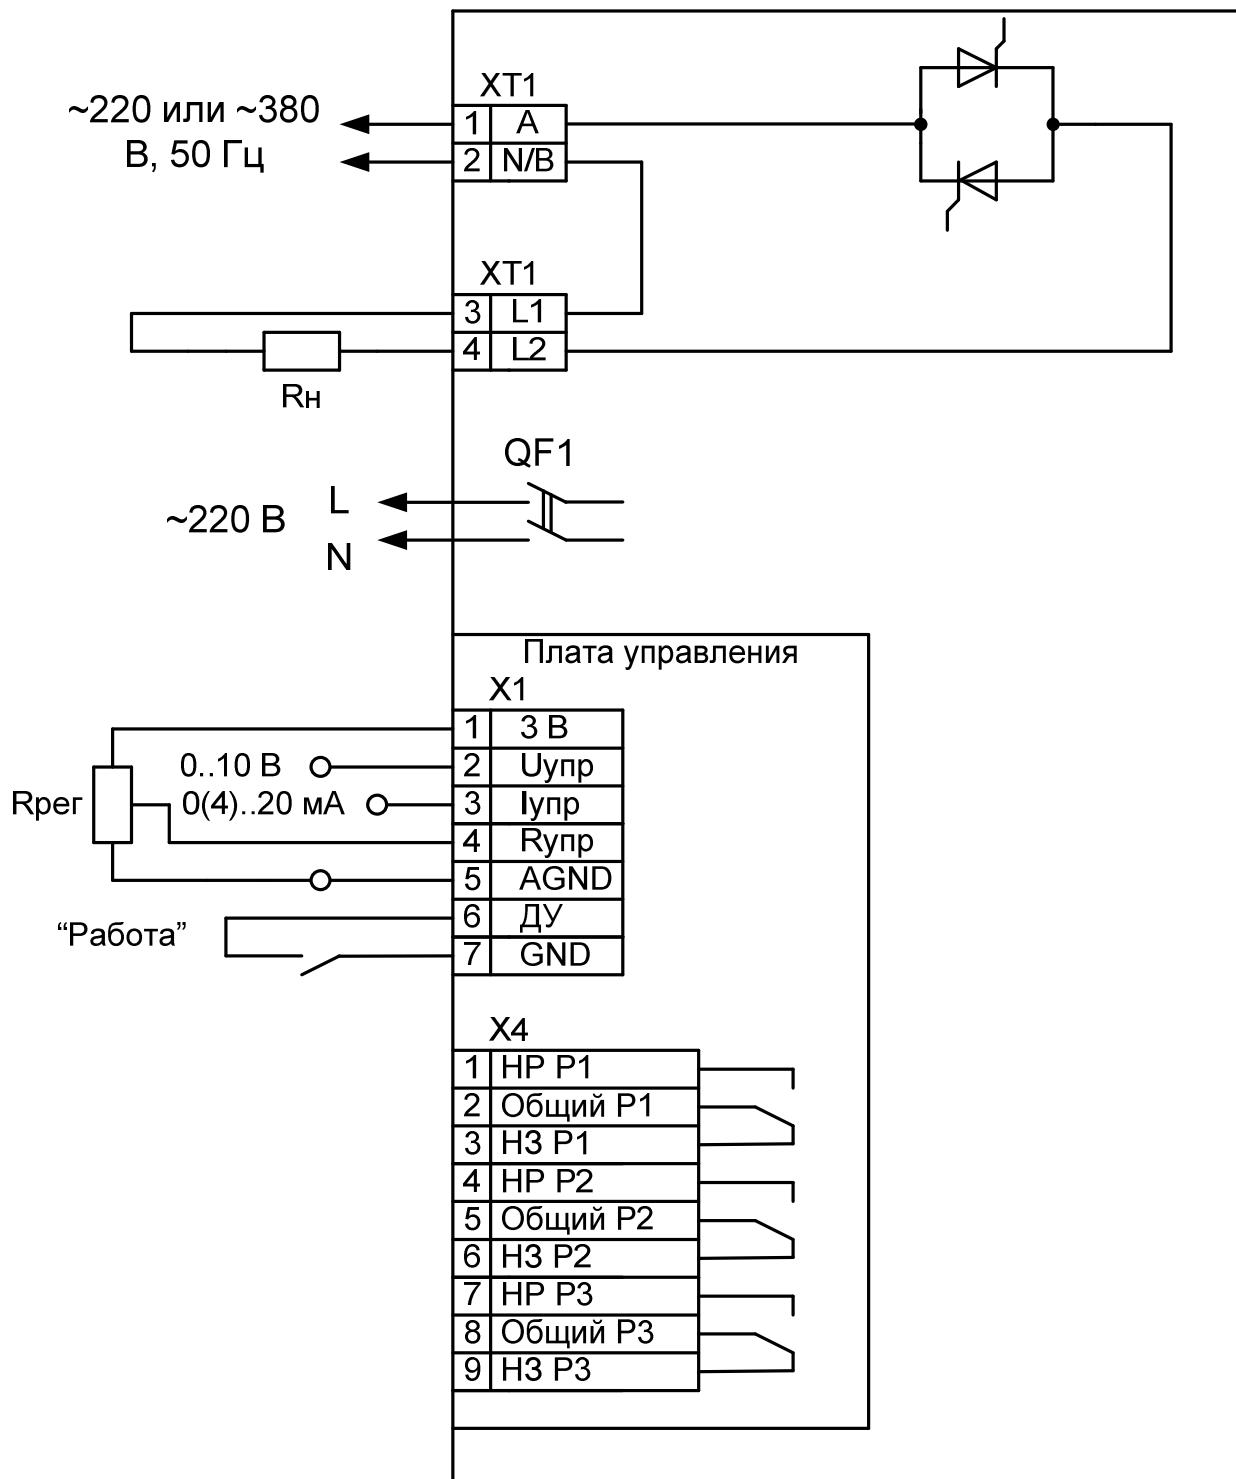 XT1
~220 или ~380
В, 50 Гц
1 A
2 N/B
XT1
3 L1
4 L2
Rн
QF1
~220 В
L
N
Плата управления
X1
1 3 В
0..10 В 2 Uупр
Rрег 0(4)..20 мА 3 Iупр
4 Rупр
5 AGND
“Работа” 6 ДУ
7 GND
X4
1 НР Р1
2 Общий Р1
3 НЗ Р1
4 НР Р2
5 Общий Р2
6 НЗ Р2
7 НР Р3
8 Общий Р3
9 НЗ Р3